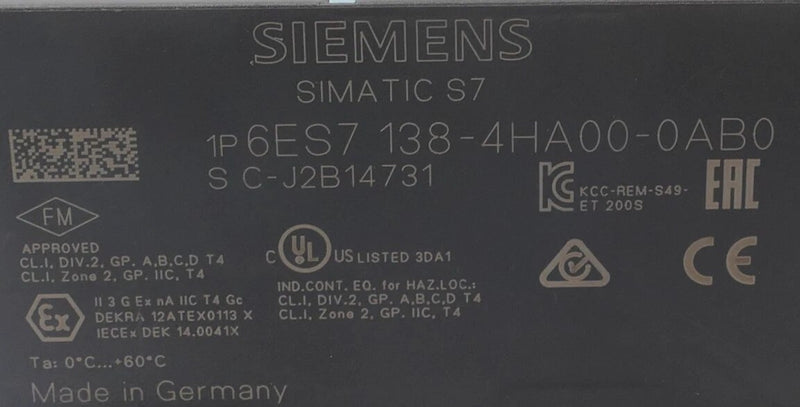 SIEMENS
SIMATIC S7
1P 6ES7 138-4HA00-0AB0
S C-J2B14731
KCC-REM-S49-
ET 200S
EAC
FM
APPROVED
CL.I, DIV.2, GP. A,B,C,D T4
CL.I, Zone 2, GP. IIC, T4
C UL US LISTED 3DA1
IND.CONT. EQ. for HAZ.LOC.:
CL.I, DIV.2, GP. A,B,C,D T4
CL.I, Zone 2, GP. IIC, T4
CE
Ex
II 3 G Ex nA IIC T4 Gc
DEKRA 12ATEX0113 X
IECEx DEK 14.0041X
Ta: 0°C...+60°C
Made in Germany